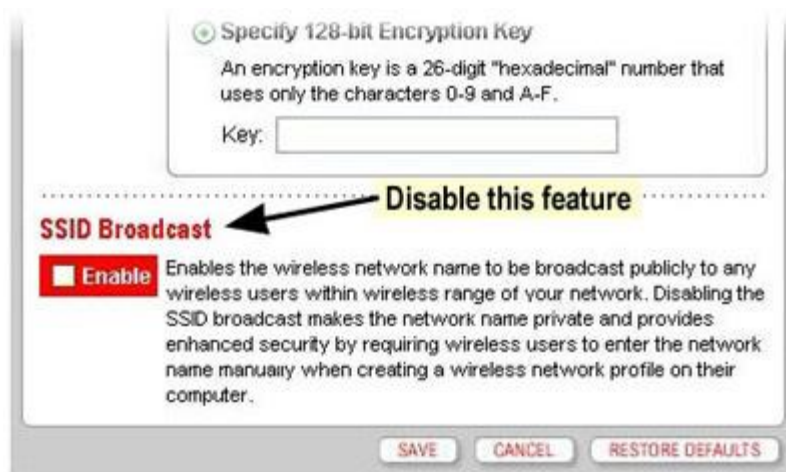 Specify 128-bit Encryption Key
An encryption key is a 26-digit "hexadecimal" number that
uses only the characters 0-9 and A-F.
Key:
Disable this feature
SSID Broadcast
Enable
Enables the wireless network name to be broadcast publicly to any
wireless users within wireless range of your network. Disabling the
SSID broadcast makes the network name private and provides
enhanced security by requiring wireless users to enter the network
name manually when creating a wireless network profile on their
computer.
SAVE CANCEL RESTORE DEFAULTS